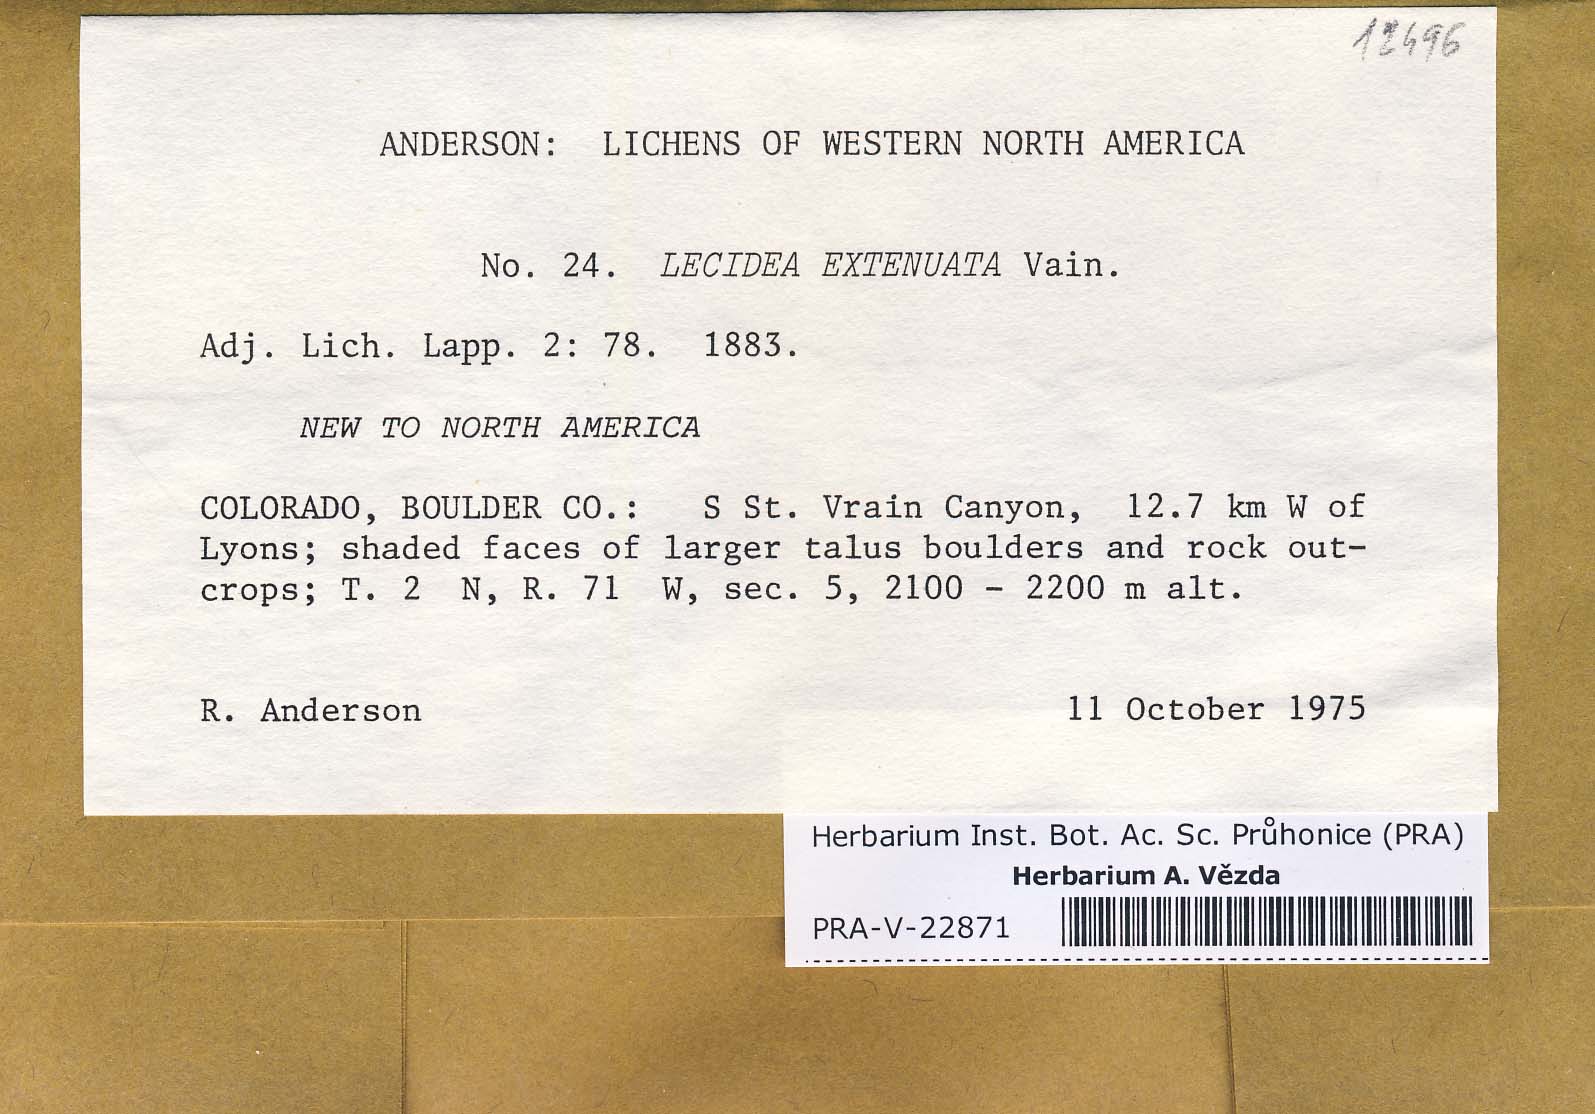 12496
ANDERSON: LICHENS OF WESTERN NORTH AMERICA
No. 24. LECIDEA EXTENUATA Vain.
Adj. Lich. Lapp. 2: 78. 1883.
NEW TO NORTH AMERICA
COLORADO, BOULDER CO.: S St. Vrain Canyon, 12.7 km W of
Lyons; shaded faces of larger talus boulders and rock out-
crops; T. 2 N, R. 71 W, sec. 5, 2100 - 2200 m alt.
R. Anderson 11 October 1975
Herbarium Inst. Bot. Ac. Sc. Průhonice (PRA)
Herbarium A. Vězda
PRA-V-22871